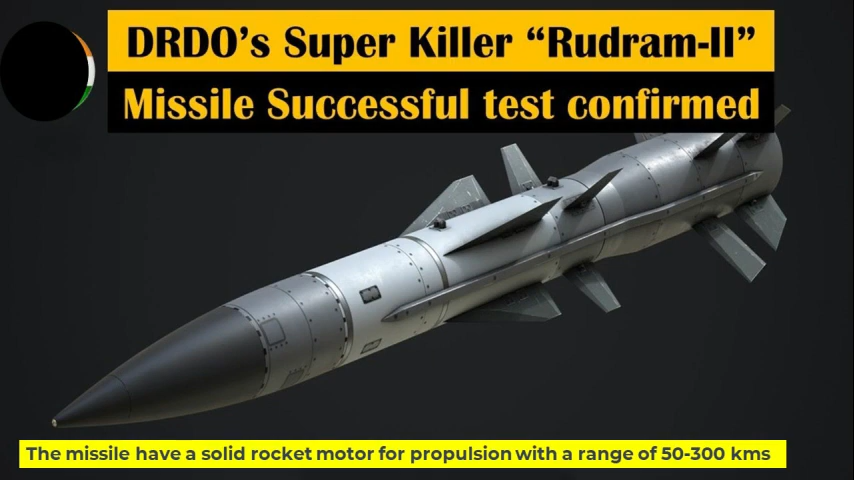 DRDO's Super Killer “Rudram-II”
Missile Successful test confirmed
The missile have a solid rocket motor for propulsion with a range of 50-300 kms